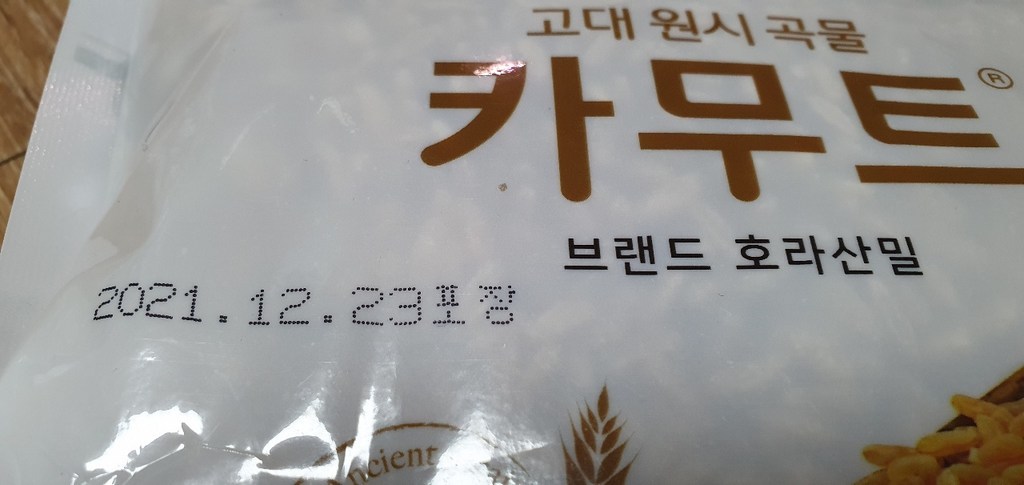 고대 원시 곡물
카무트®
브랜드 호라산밀
2021.12.23포장
Ancient